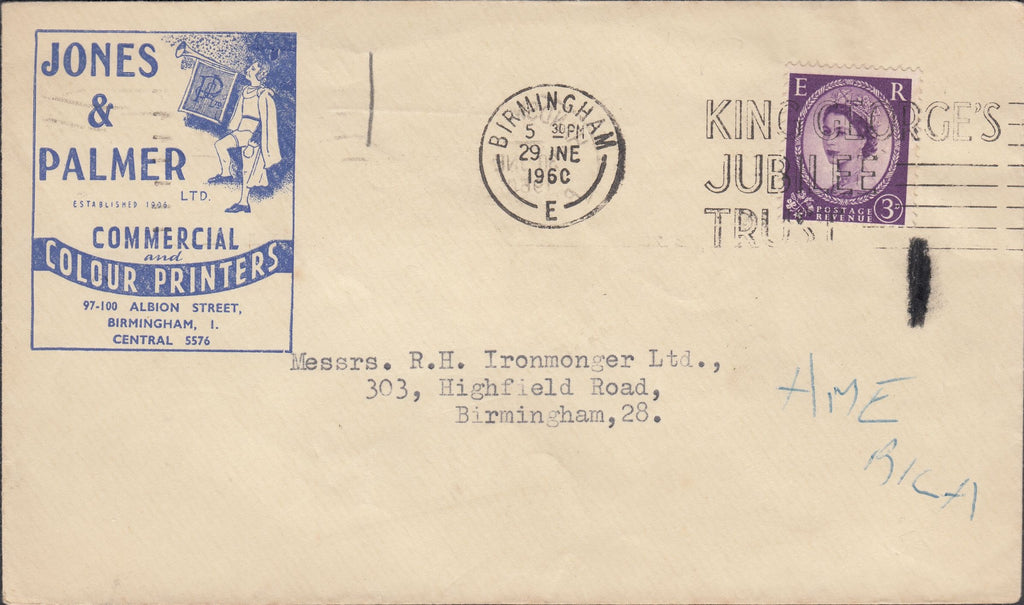 JONES
&
PALMER
LTD.
ESTABLISHED 1906
COMMERCIAL
and
COLOUR PRINTERS
97-100 ALBION STREET,
BIRMINGHAM, 1.
CENTRAL 5576
BIRMINGHAM
5 30PM
29 JNE
1960
E
KING GEORGE'S
JUBILEE
TRUST
E R
POSTAGE
REVENUE
3D
Messrs. R.H. Ironmonger Ltd.,
303, Highfield Road,
Birmingham,28.